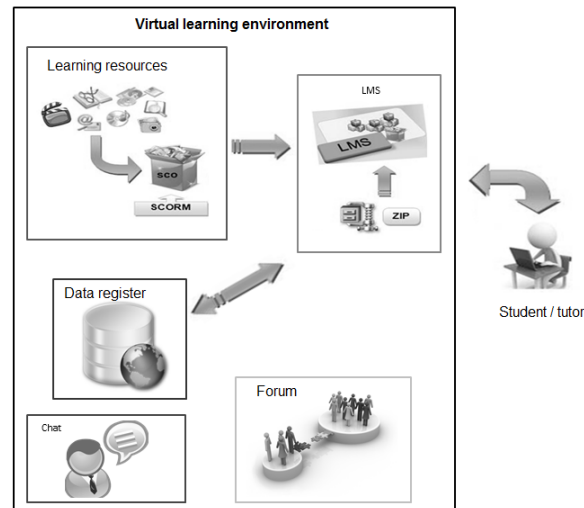 Virtual learning environment
Learning resources
SCO
SCORM
LMS
LMS
ZIP
Student / tutor
Data register
Forum
Chat